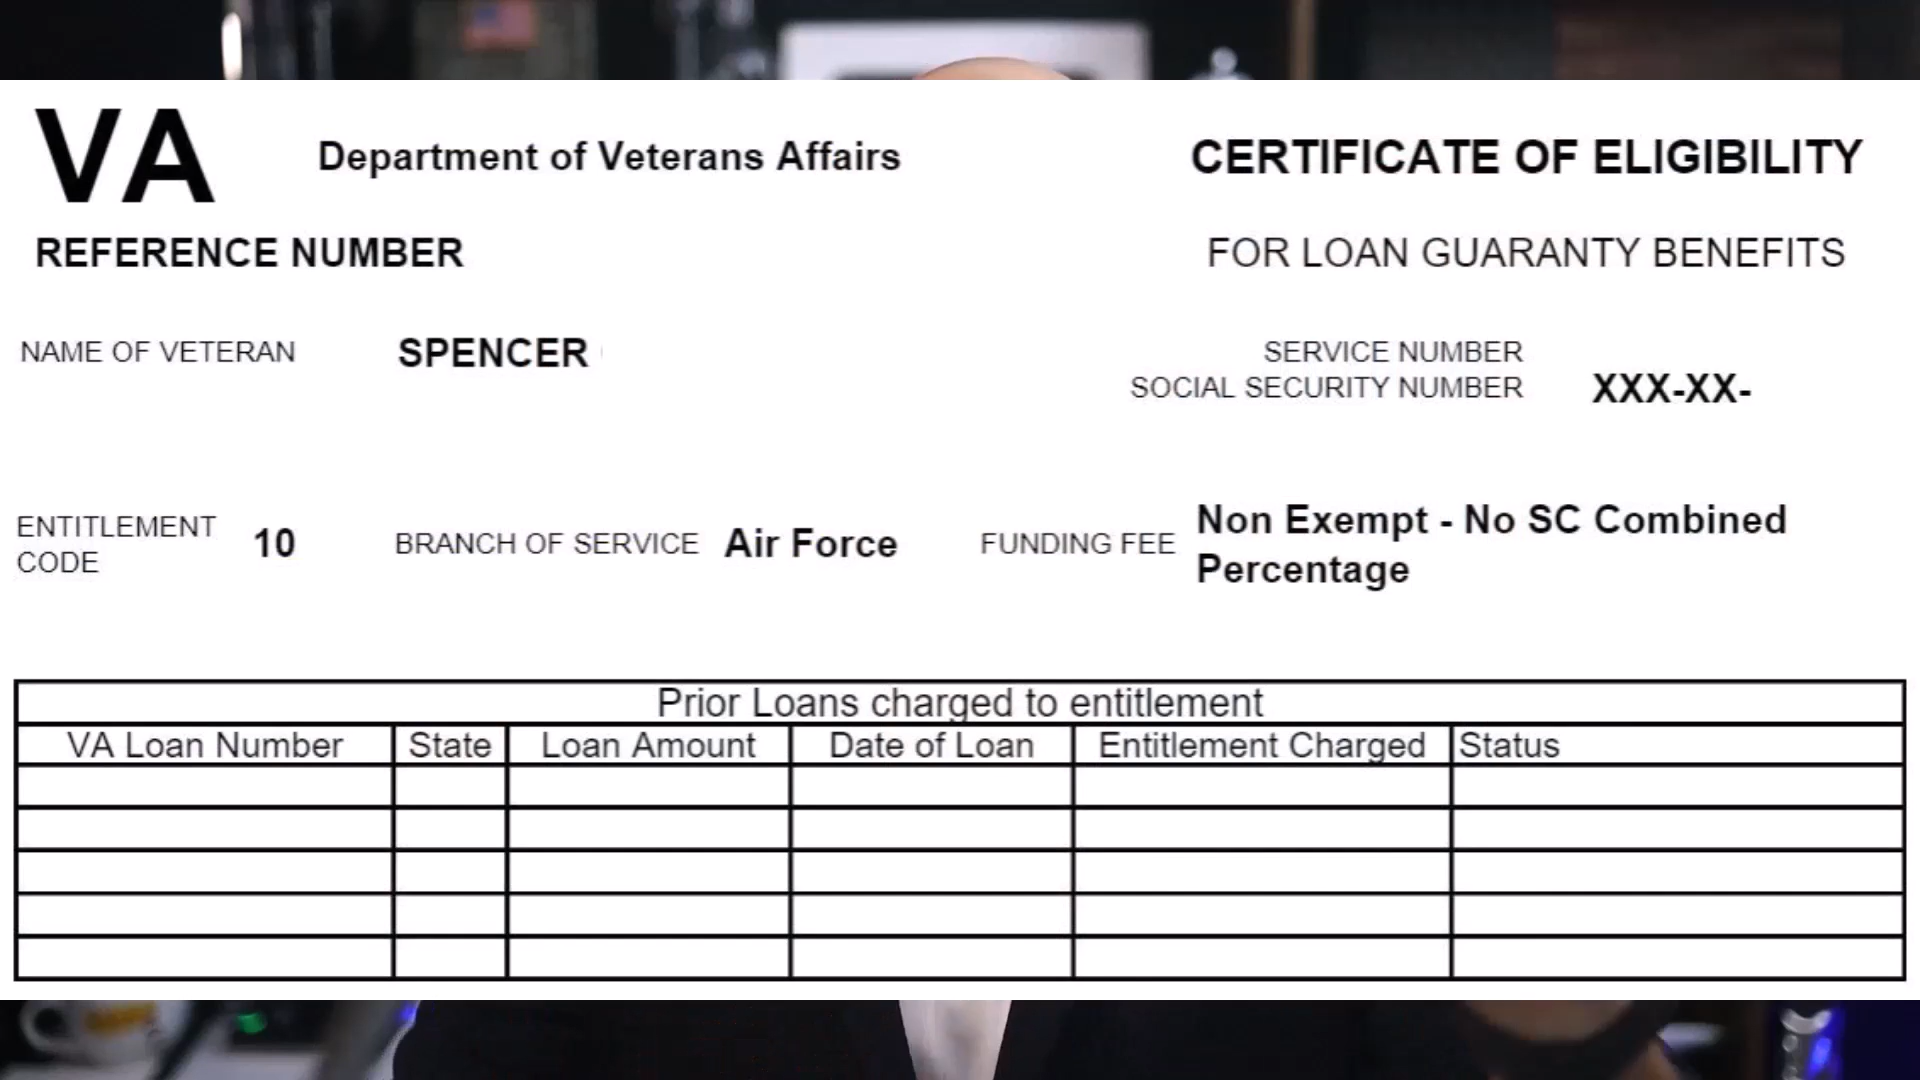 VA Department of Veterans Affairs CERTIFICATE OF ELIGIBILITY
REFERENCE NUMBER FOR LOAN GUARANTY BENEFITS
NAME OF VETERAN SPENCER SERVICE NUMBER
SOCIAL SECURITY NUMBER XXX-XX-
ENTITLEMENT
CODE
10
BRANCH OF SERVICE Air Force
FUNDING FEE
Non Exempt - No SC Combined
Percentage
Prior Loans charged to entitlement
VA Loan Number State Loan Amount Date of Loan Entitlement Charged Status